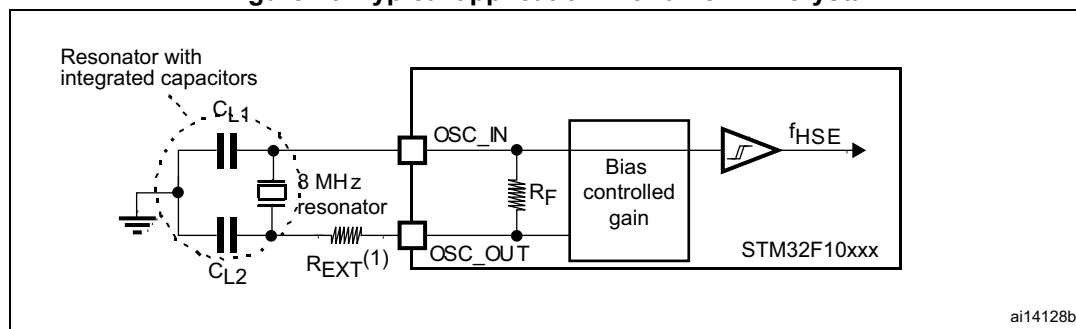 Resonator with
integrated capacitors
CL1
OSC_IN
fHSE
8 MHz
resonator
RF
Bias
controlled
gain
REXT(1)
OSC_OUT
STM32F10xxx
CL2
ai14128b